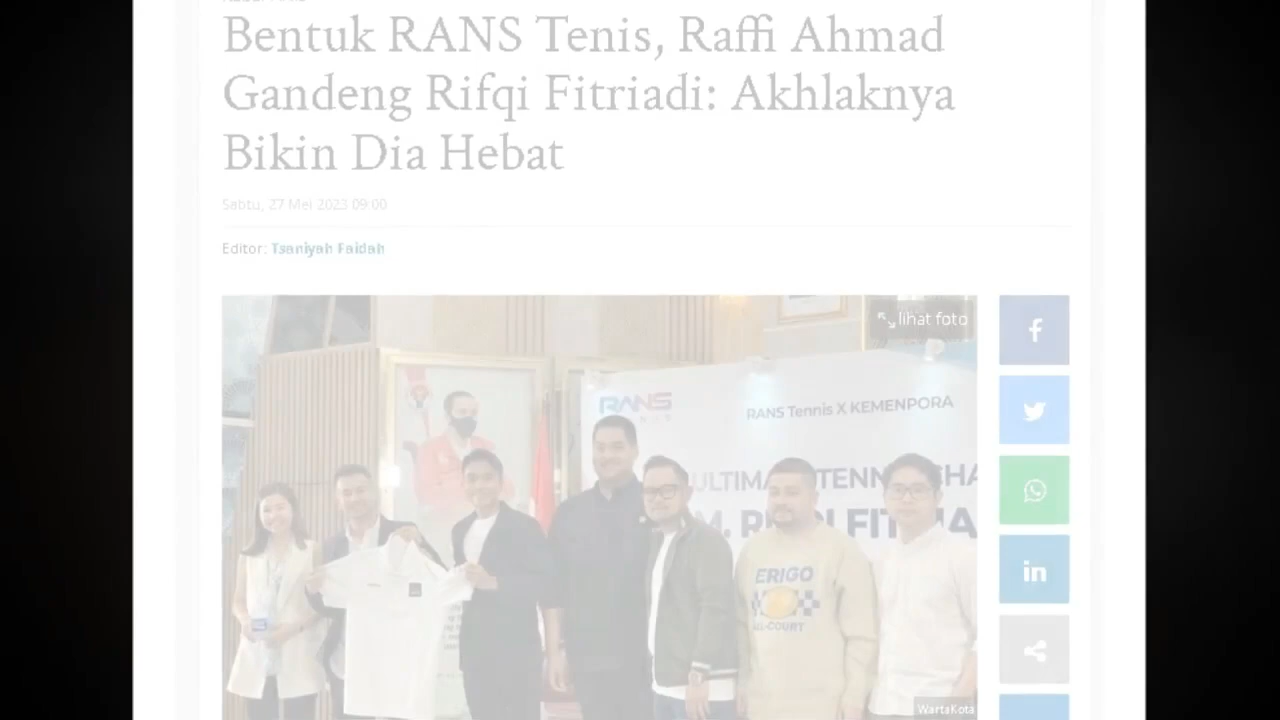 Bentuk RANS Tenis, Raffi Ahmad
Gandeng Rifqi Fitriadi: Akhlaknya
Bikin Dia Hebat
Sabtu, 27 Mei 2023 09:00
Editor: Tsaniyah Faidah
lihat foto
RANS
RANS Tennis X KEMENPORA
ERIGO
WartaKota